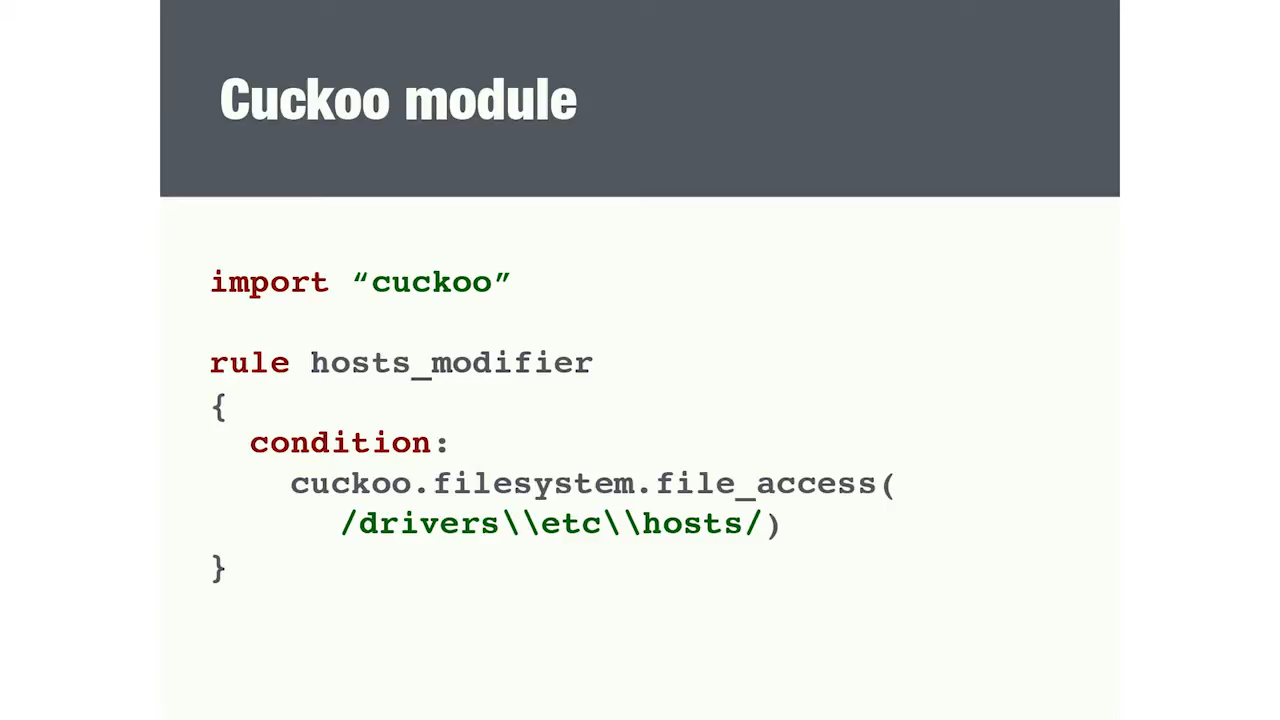 Cuckoo module
import “cuckoo”
rule hosts_modifier
{
condition:
cuckoo.filesystem.file_access(
/drivers\\etc\\hosts/)
}